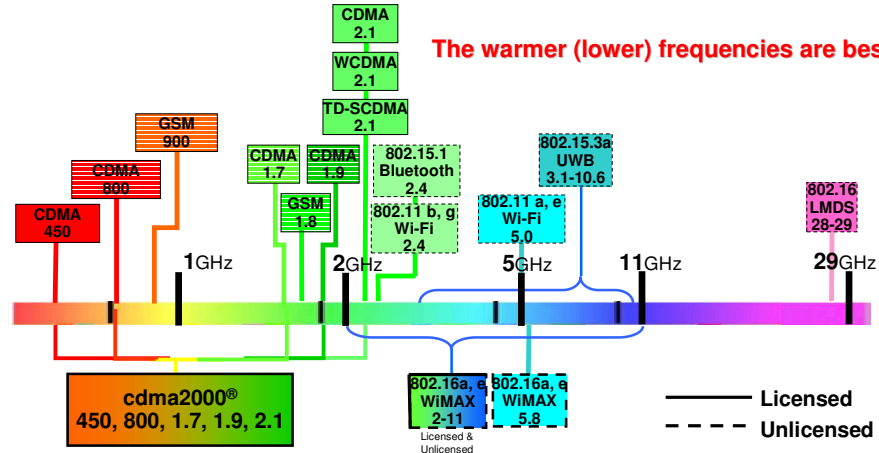 CDMA
2.1
WCDMA
2.1
TD-SCDMA
2.1
The warmer (lower) frequencies are bes
GSM
900
CDMA
800
CDMA
450
CDMA
1.7
GSM
1.8
CDMA
1.9
802.15.1
Bluetooth
2.4
802.11 b, g
Wi-Fi
2.4
802.11 a, e
Wi-Fi
5.0
802.15.3a
UWB
3.1-10.6
802.16
LMDS
28-29
1GHz
2GHz
5GHz
11GHz
29GHz
cdma2000®
450, 800, 1.7, 1.9, 2.1
802.16a, e
WiMAX
2-11
Licensed &
Unlicensed
802.16a, e
WiMAX
5.8
Licensed
Unlicensed